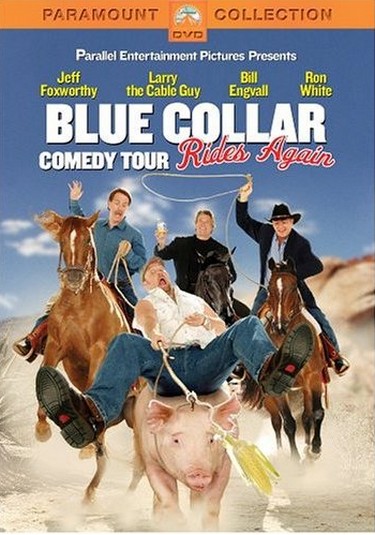 PARAMOUNT COLLECTION
DVD
Parallel Entertainment Pictures Presents
Jeff Foxworthy
Larry the Cable Guy
Bill Engvall
Ron White
BLUE COLLAR
COMEDY TOUR Rides Again